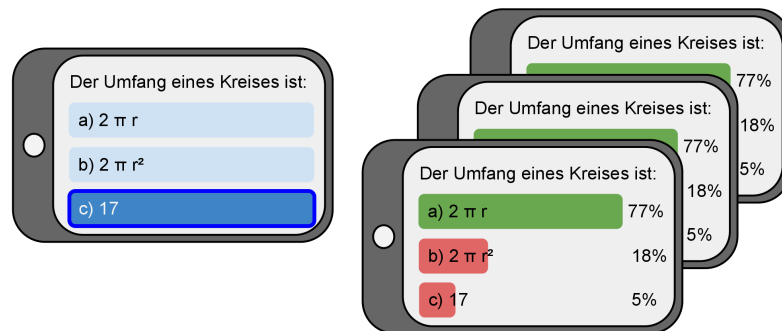 Der Umfang eines Kreises ist:
a) 2 π r
b) 2 π r²
c) 17
Der Umfang eines Kreises ist:
77%
18%
5%
Der Umfang eines Kreises ist:
77%
18%
5%
Der Umfang eines Kreises ist:
a) 2 π r 77%
b) 2 π r² 18%
c) 17 5%